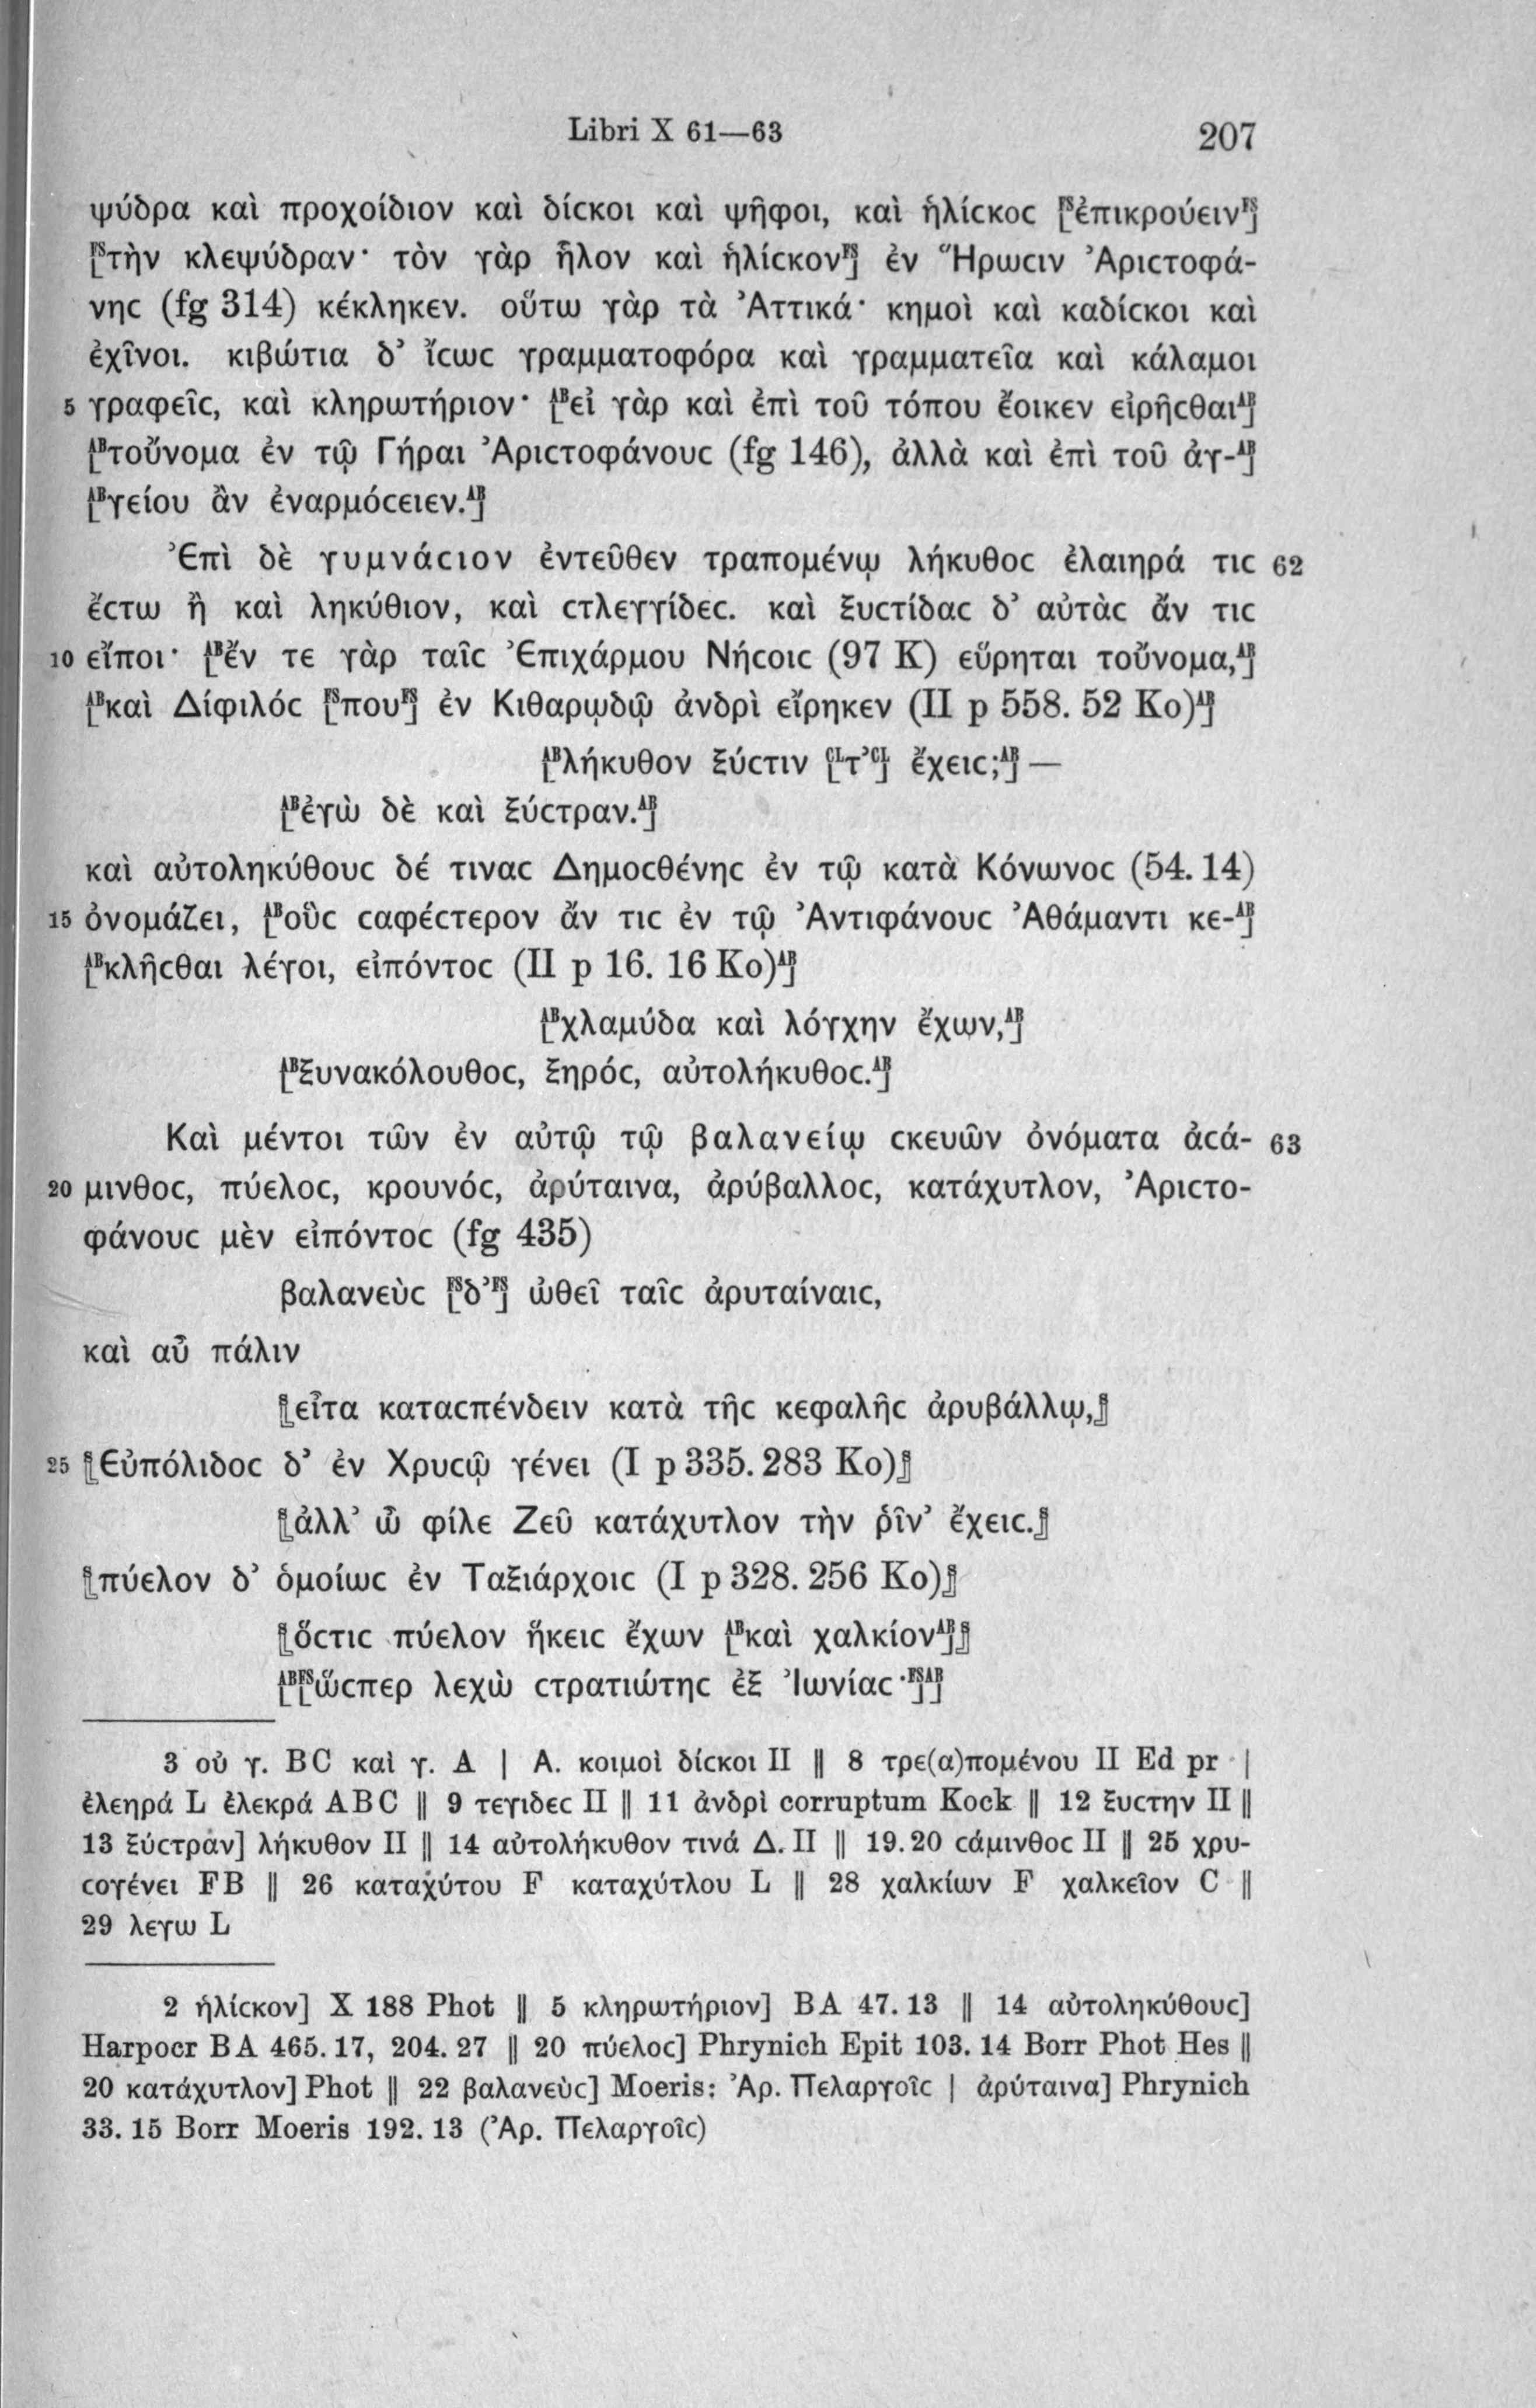 Libri X 61—63 207
ψύδρα καὶ προχοίδιον καὶ δίϲκοι καὶ ψῆφοι, καὶ ἡλίϲκοϲ [FSἐπικρούεινFS]
[FSτὴν κλεψύδραν· τὸν γὰρ ἧλον καὶ ἡλίϲκονFS] ἐν Ἥρωϲιν Ἀριϲτοφά-
νηϲ (fg 314) κέκληκεν. οὕτω γὰρ τὰ Ἀττικά· κημοὶ καὶ καδίϲκοι καὶ
ἐχῖνοι. κιβώτια δ’ ἴϲωϲ γραμματοφόρα καὶ γραμματεῖα καὶ κάλαμοι
5 γραφεῖϲ, καὶ κληρωτήριον· [ABεἰ γὰρ καὶ ἐπὶ τοῦ τόπου ἔοικεν εἰρῆϲθαιAB]
[ABτοὔνομα ἐν τῷ Γήραι Ἀριϲτοφάνουϲ (fg 146), ἀλλὰ καὶ ἐπὶ τοῦ ἀγ-AB]
[ABγείου ἂν ἐναρμόϲειεν.AB]
Ἐπὶ δὲ γυμνάϲιον ἐντεῦθεν τραπομένῳ λήκυθοϲ ἐλαιηρά τιϲ 62
ἔϲτω ἢ καὶ ληκύθιον, καὶ ϲτλεγγίδεϲ. καὶ ξυϲτίδαϲ δ’ αὐτὰϲ ἄν τιϲ
10 εἴποι· [ABἔν τε γὰρ ταῖϲ Ἐπιχάρμου Νήϲοιϲ (97 K) εὕρηται τοὔνομα,AB]
[ABκαὶ Δίφιλόϲ [FSπουFS] ἐν Κιθαρῳδῷ ἀνδρὶ εἴρηκεν (II p 558. 52 Ko)AB]
[ABλήκυθον ξύϲτιν [CLτ’CL] ἔχειϲ;AB] —
[ABἐγὼ δὲ καὶ ξύϲτραν.AB]
καὶ αὐτοληκύθουϲ δέ τιναϲ Δημοϲθένηϲ ἐν τῷ κατὰ Κόνωνοϲ (54. 14)
15 ὀνομάζει, [ABοὓϲ ϲαφέϲτερον ἄν τιϲ ἐν τῷ Ἀντιφάνουϲ Ἀθάμαντι κε-AB]
[ABκλῆϲθαι λέγοι, εἰπόντοϲ (II p 16. 16 Ko)AB]
[ABχλαμύδα καὶ λόγχην ἔχων,AB]
[ABξυνακόλουθοϲ, ξηρόϲ, αὐτολήκυθοϲ.AB]
Καὶ μέντοι τῶν ἐν αὐτῷ τῷ βαλανείῳ ϲκευῶν ὀνόματα ἀϲά- 63
20 μινθοϲ, πύελοϲ, κρουνόϲ, ἀρύταινα, ἀρύβαλλοϲ, κατάχυτλον, Ἀριϲτο-
φάνουϲ μὲν εἰπόντοϲ (fg 435)
βαλανεὺϲ [FSδ’FS] ὠθεῖ ταῖϲ ἀρυταίναιϲ,
καὶ αὖ πάλιν
⟦εἶτα καταϲπένδειν κατὰ τῆϲ κεφαλῆϲ ἀρυβάλλῳ,⟧
25 ⟦Εὐπόλιδοϲ δ’ ἐν Χρυϲῷ γένει (I p 335. 283 Ko)⟧
⟦ἀλλ’ ὦ φίλε Ζεῦ κατάχυτλον τὴν ῥῖν’ ἔχειϲ.⟧
⟦πύελον δ’ ὁμοίωϲ ἐν Ταξιάρχοιϲ (I p 328. 256 Ko)⟧
⟦ὅϲτιϲ πύελον ἥκειϲ ἔχων [ABκαὶ χαλκίονAB]⟧
[AB[FSὥϲπερ λεχὼ ϲτρατιώτηϲ ἐξ Ἰωνίαϲ·FS]AB]
3 οὐ γ. BC καὶ γ. A | A. κοιμοὶ δίϲκοι II || 8 τρε(α)πομένου II Ed pr |
ἐλεηρά L ἐλεκρά ABC || 9 τεγιδεϲ II || 11 ἀνδρὶ corruptum Kock || 12 ξυϲτην II ||
13 ξύϲτραν] λήκυθον II || 14 αὐτολήκυθον τινά Δ. II || 19. 20 ϲάμινθοϲ II || 25 χρυ-
ϲογένει FB || 26 καταχύτου F καταχύτλου L || 28 χαλκίων F χαλκεῖον C ||
29 λεγω L
2 ἡλίϲκον] X 188 Phot || 5 κληρωτήριον] BA 47. 13 || 14 αὐτοληκύθουϲ]
Harpocr BA 465. 17, 204. 27 || 20 πύελοϲ] Phrynich Epit 103. 14 Borr Phot Hes ||
20 κατάχυτλον] Phot || 22 βαλανεὺϲ] Moeris: Ἀρ. Πελαργοῖϲ | ἀρύταινα] Phrynich
33. 15 Borr Moeris 192. 13 (Ἀρ. Πελαργοῖϲ)